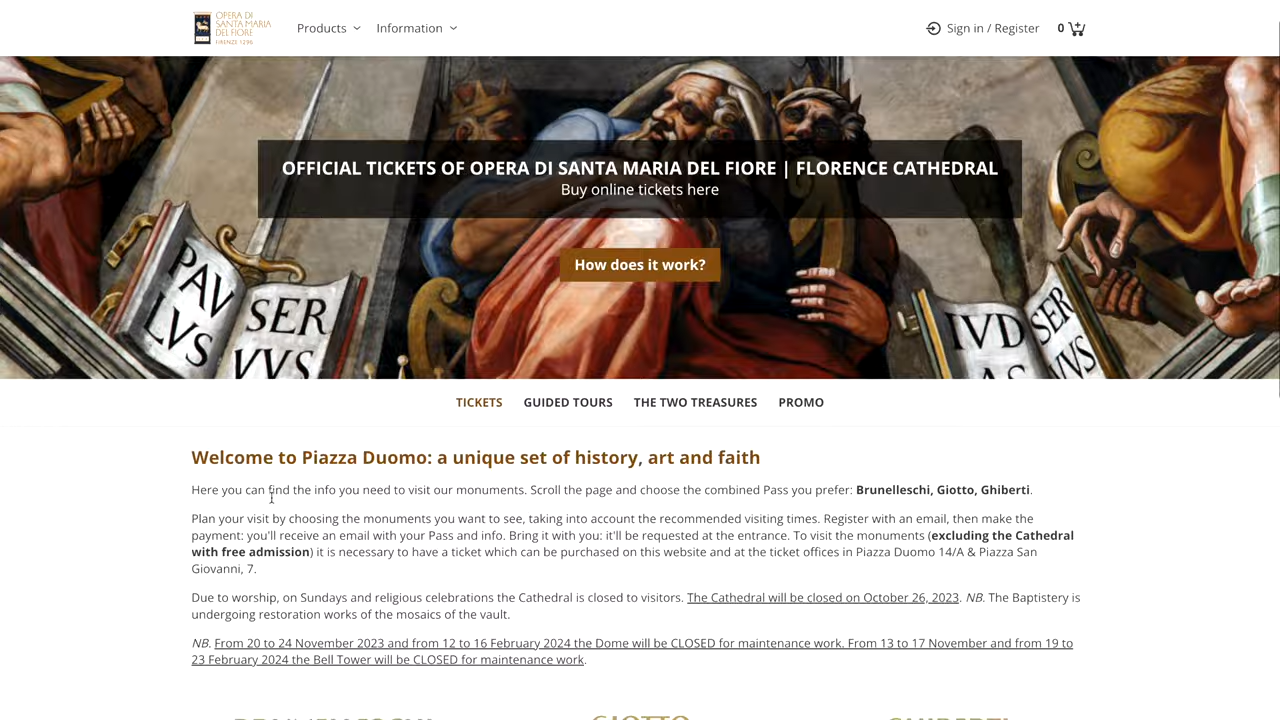 OPERA DI
SANTA MARIA
DEL FIORE
FIRENZE 1296
Products
Information
Sign in / Register
0
OFFICIAL TICKETS OF OPERA DI SANTA MARIA DEL FIORE | FLORENCE CATHEDRAL
Buy online tickets here
How does it work?
PAV
LVS
SER
VVS
IVD
AS
SER
VVS
TICKETS
GUIDED TOURS
THE TWO TREASURES
PROMO
Welcome to Piazza Duomo: a unique set of history, art and faith
Here you can find the info you need to visit our monuments. Scroll the page and choose the combined Pass you prefer: Brunelleschi, Giotto, Ghiberti.
Plan your visit by choosing the monuments you want to see, taking into account the recommended visiting times. Register with an email, then make the
payment: you'll receive an email with your Pass and info. Bring it with you: it'll be requested at the entrance. To visit the monuments (excluding the Cathedral
with free admission) it is necessary to have a ticket which can be purchased on this website and at the ticket offices in Piazza Duomo 14/A & Piazza San
Giovanni, 7.
Due to worship, on Sundays and religious celebrations the Cathedral is closed to visitors. The Cathedral will be closed on October 26, 2023. NB. The Baptistery is
undergoing restoration works of the mosaics of the vault.
NB. From 20 to 24 November 2023 and from 12 to 16 February 2024 the Dome will be CLOSED for maintenance work. From 13 to 17 November and from 19 to
23 February 2024 the Bell Tower will be CLOSED for maintenance work.
GIOTTO